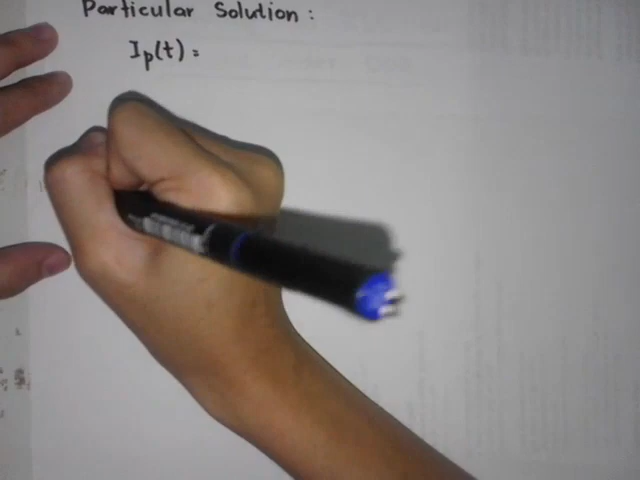 Particular Solution :
Ip(t) =